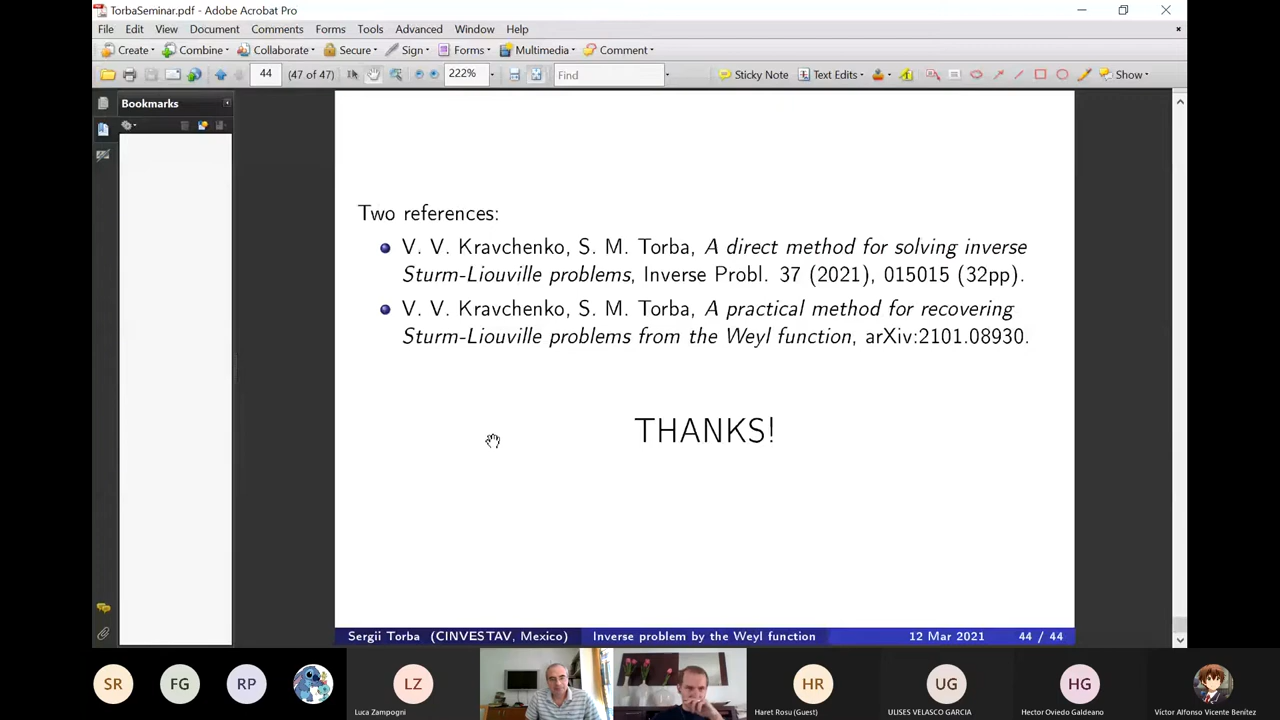 TorbaSeminar.pdf - Adobe Acrobat Pro
File Edit View Document Comments Forms Tools Advanced Window Help
Create Combine Collaborate Secure Sign Forms Multimedia Comment
44 (47 of 47) 222% Find Sticky Note Text Edits Show
Bookmarks
Two references:
V. V. Kravchenko, S. M. Torba, A direct method for solving inverse
Sturm-Liouville problems, Inverse Probl. 37 (2021), 015015 (32pp).
V. V. Kravchenko, S. M. Torba, A practical method for recovering
Sturm-Liouville problems from the Weyl function, arXiv:2101.08930.
THANKS!
Sergii Torba (CINVESTAV, Mexico) Inverse problem by the Weyl function 12 Mar 2021 44 / 44
SR FG RP LZ HR UG HG
Luca Zampogni Haret Rosu (Guest) ULISES VELASCO GARCIA Hector Oviedo Galdeano Víctor Alfonso Vicente Benítez